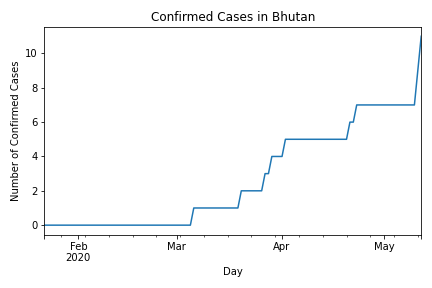 Confirmed Cases in Bhutan
Number of Confirmed Cases
10
8
6
4
2
0
Feb
2020
Mar
Apr
May
Day